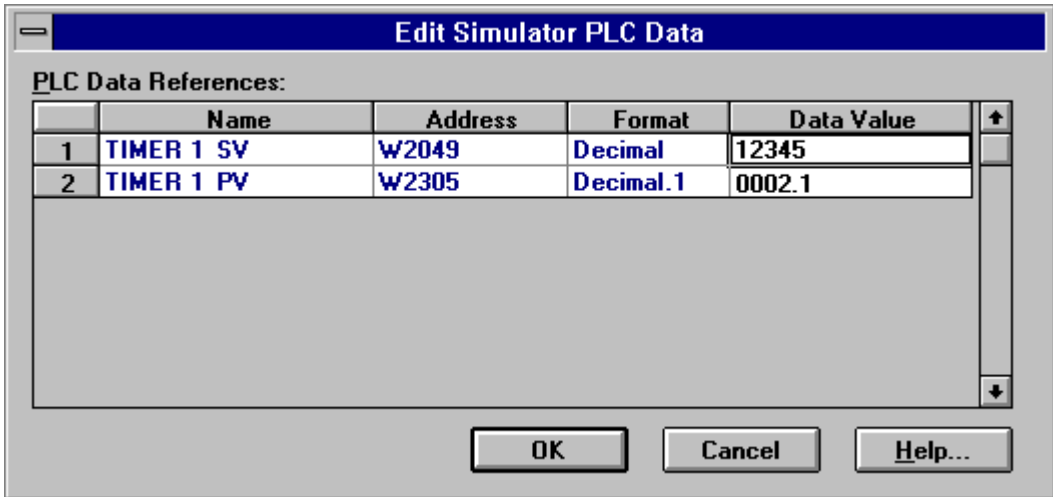 Edit Simulator PLC Data
PLC Data References:
Name Address Format Data Value
1 TIMER 1 SV W2049 Decimal 12345
2 TIMER 1 PV W2305 Decimal.1 0002.1
OK Cancel Help...